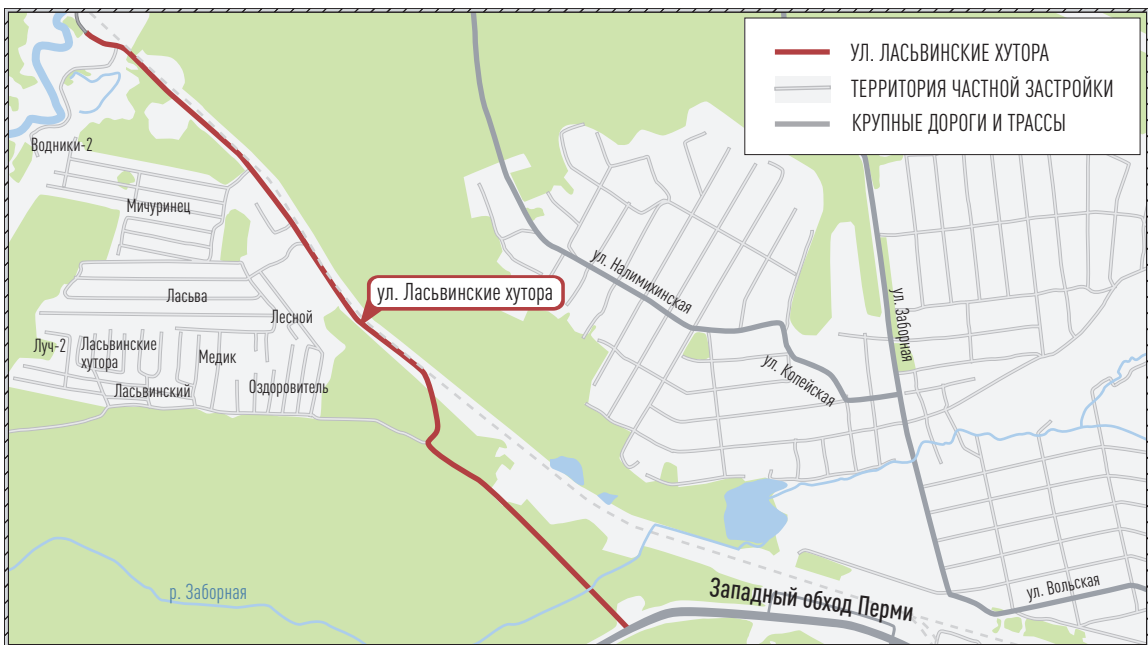 УЛ. ЛАСЬВИНСКИЕ ХУТОРА
ТЕРРИТОРИЯ ЧАСТНОЙ ЗАСТРОЙКИ
КРУПНЫЕ ДОРОГИ И ТРАССЫ
Водники-2
Мичуринец
Ласьва
Лесной
ул. Ласьвинские хутора
ул. Налимихинская
ул. Заборная
ул. Копейская
Луч-2
Ласьвинские
хутора
Медик
Ласьвинский
Оздоровитель
р. Заборная
Западный обход Перми
ул. Вольская